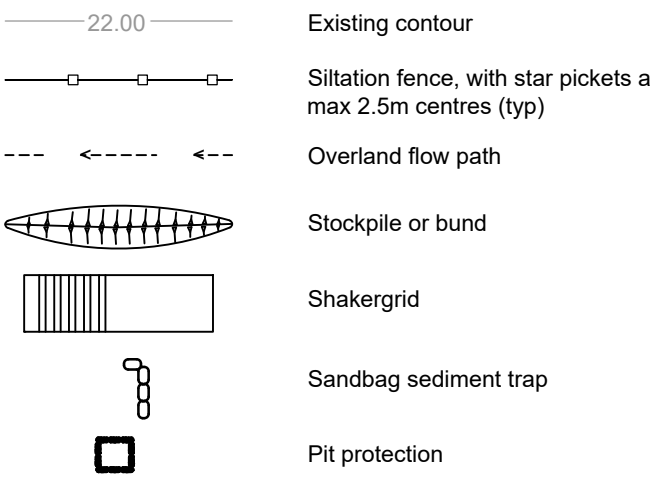 22.00 Existing contour
Siltation fence, with star pickets a
max 2.5m centres (typ)
Overland flow path
Stockpile or bund
Shakergrid
Sandbag sediment trap
Pit protection